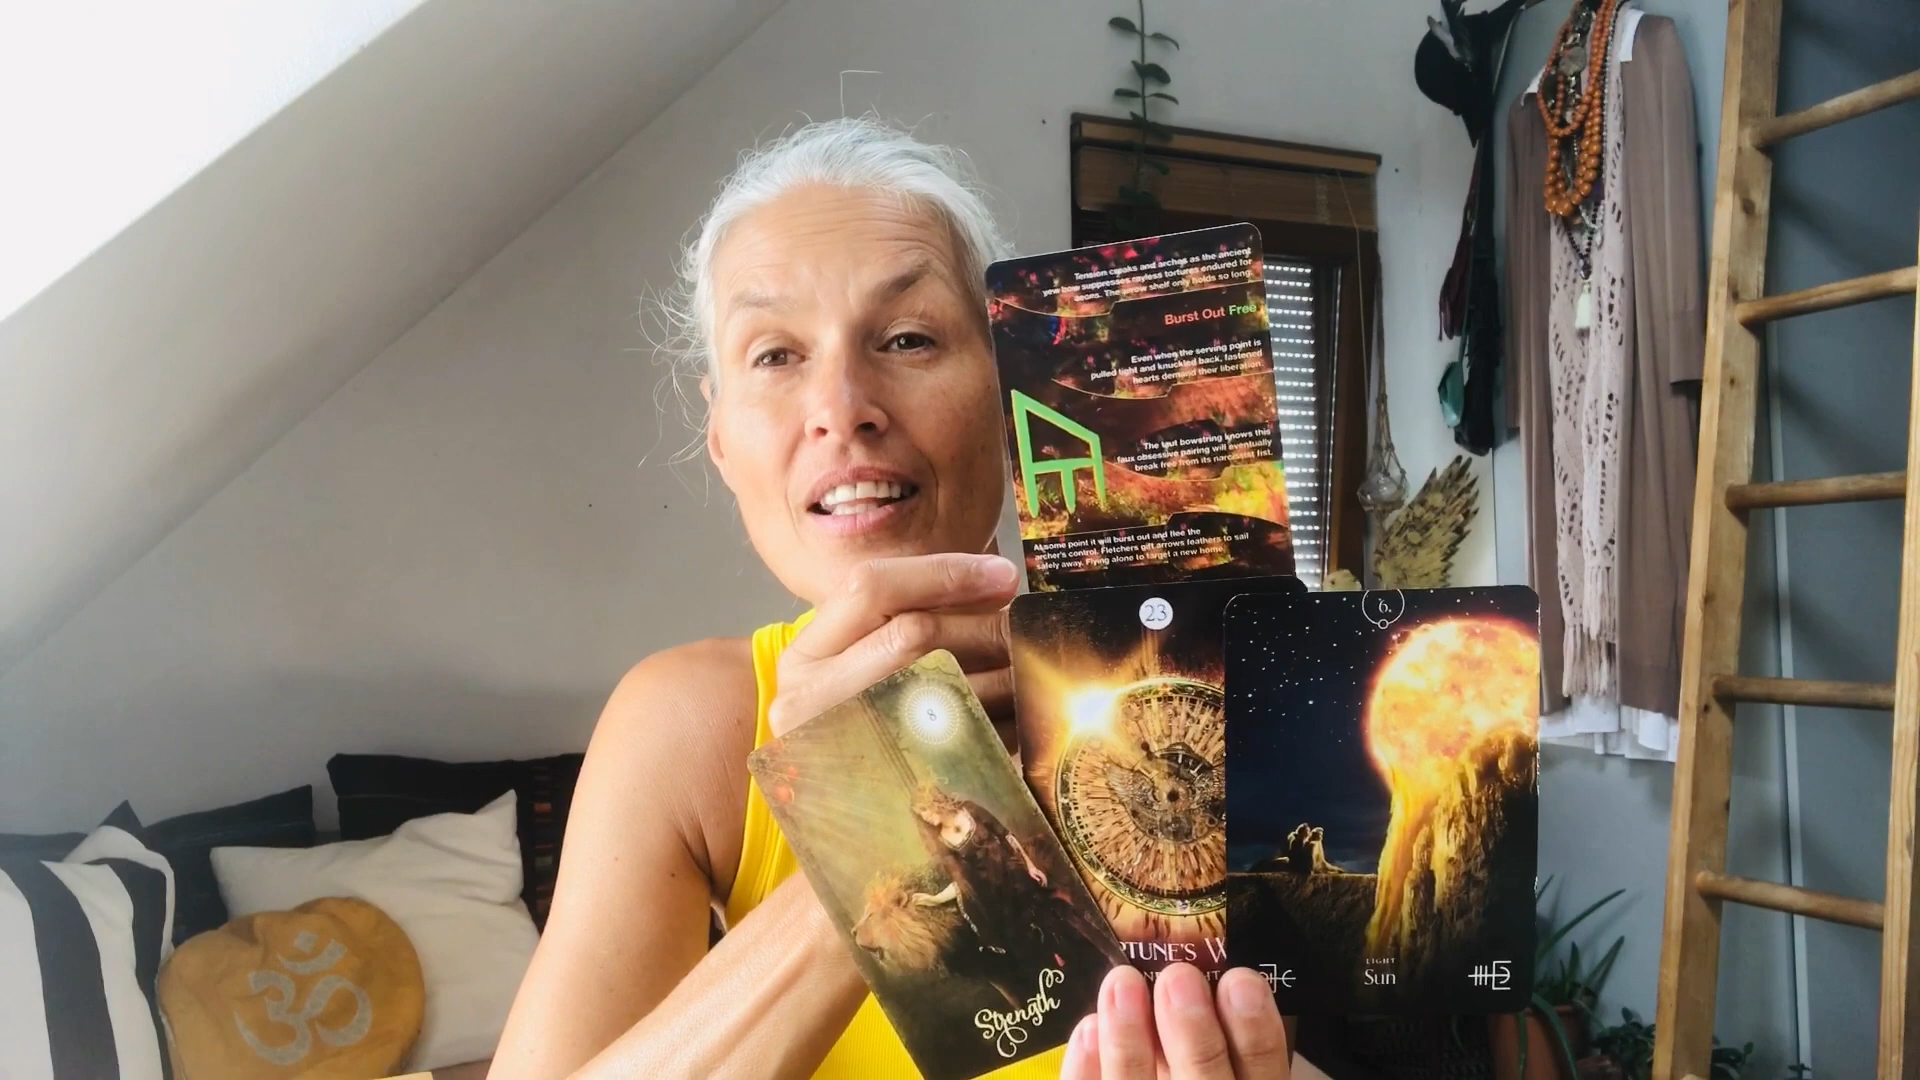 Tension creaks and arches as the ancient
yew bow suppresses rayless tortures endured for
aeons. The arrow shelf only holds so long.
Burst Out Free
Even when the serving point is
pulled tight and knuckled back, fastened
hearts demand their liberation.
The taut bowstring knows this
faux obsessive pairing will eventually
break free from its narcissist fist.
At some point it will burst out and flee the
archer's control. Fletchers gift arrows feathers to sail
safely away. Flying alone to target a new home.
23
PTUNE'S W
6.
LIGHT
Sun
8
Strength
ॐ